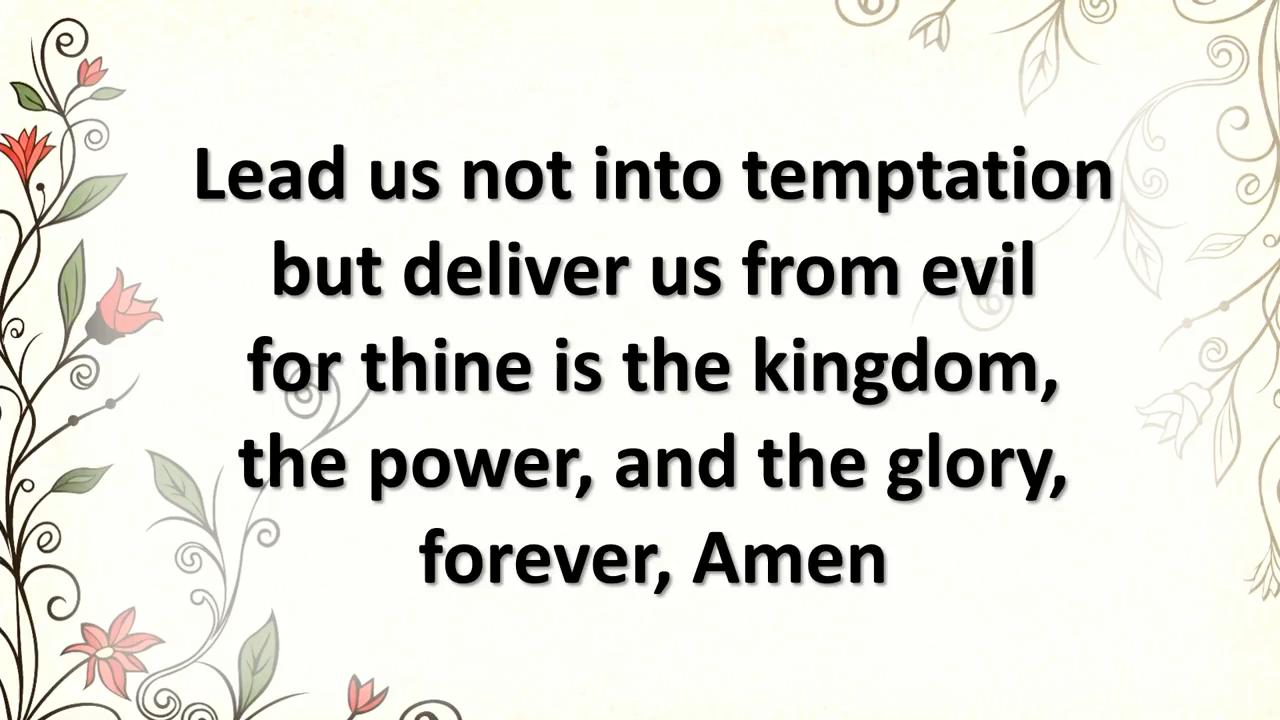 Lead us not into temptation
but deliver us from evil
for thine is the kingdom,
the power, and the glory,
forever, Amen